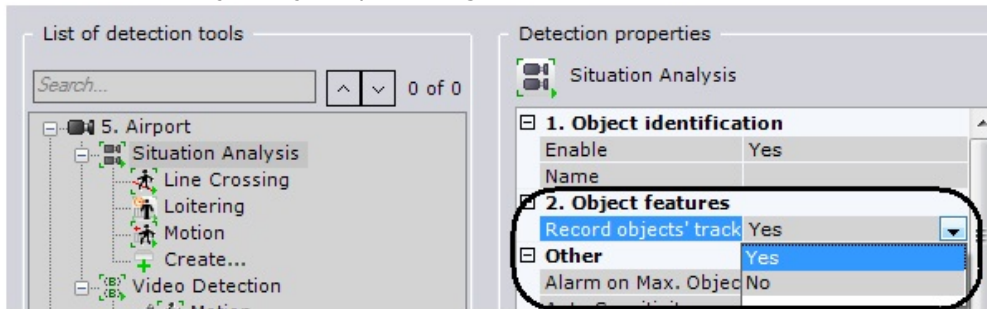 List of detection tools
Search...
0 of 0
5. Airport
Situation Analysis
Line Crossing
Loitering
Motion
Create...
Video Detection
Motion
Detection properties
Situation Analysis
1. Object identification
Enable Yes
Name
2. Object features
Record objects' track Yes
Other Yes
Alarm on Max. Objec No